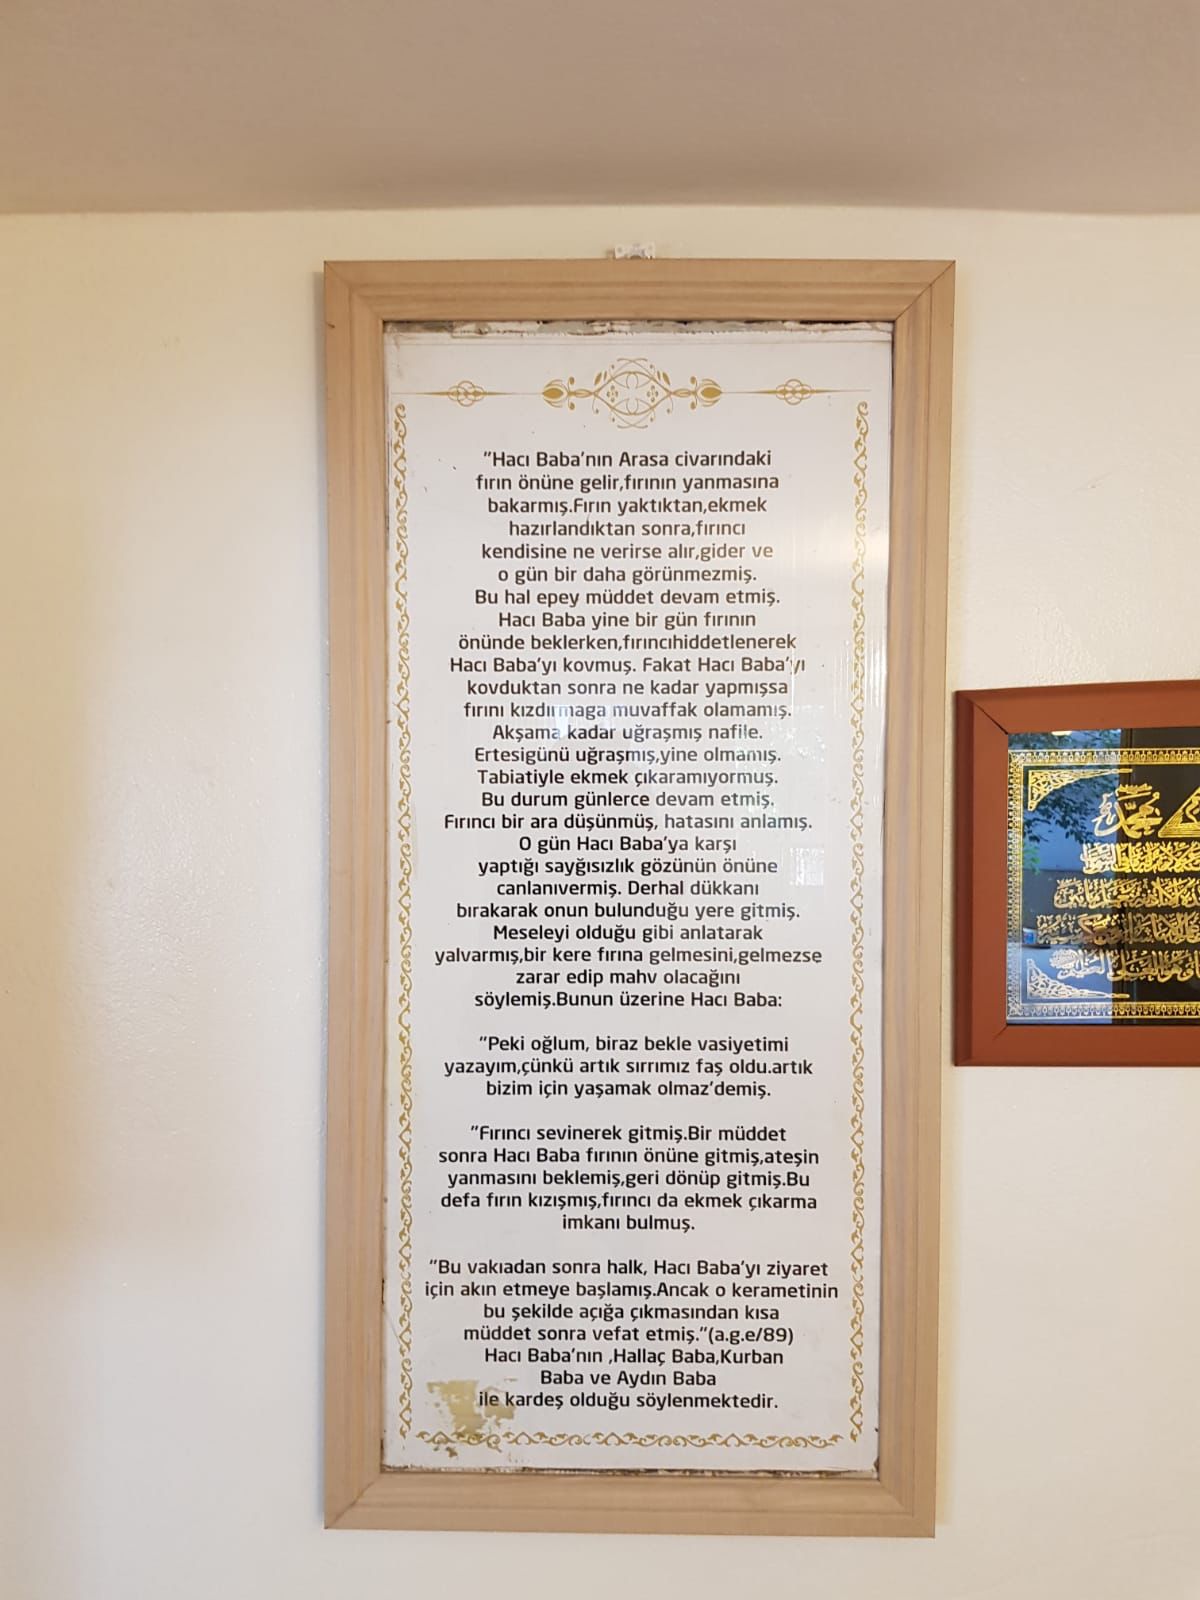 "Hacı Baba'nın Arasa civarındaki
fırın önüne gelir,fırının yanmasına
bakarmış.Fırın yaktıktan,ekmek
hazırlandıktan sonra,fırıncı
kendisine ne verirse alır,gider ve
o gün bir daha görünmezmiş.
Bu hal epey müddet devam etmiş.
Hacı Baba yine bir gün fırının
önünde beklerken,fırıncıhiddetlenerek
Hacı Baba'yı kovmuş. Fakat Hacı Baba'yı
kovduktan sonra ne kadar yapmışsa
fırını kızdırmaga muvaffak olamamış.
Akşama kadar uğraşmış nafile.
Ertesigünü uğraşmış,yine olmamış.
Tabiatiyle ekmek çıkaramıyormuş.
Bu durum günlerce devam etmiş.
Fırıncı bir ara düşünmüş, hatasını anlamış.
O gün Hacı Baba'ya karşı
yaptığı sayğısızlık gözünün önüne
canlanıvermiş. Derhal dükkanı
bırakarak onun bulunduğu yere gitmiş.
Meseleyi olduğu gibi anlatarak
yalvarmış,bir kere fırına gelmesini,gelmezse
zarar edip mahv olacağını
söylemiş.Bunun üzerine Hacı Baba:
"Peki oğlum, biraz bekle vasiyetimi
yazayım,çünkü artık sırrımız faş oldu.artık
bizim için yaşamak olmaz'demiş.
"Fırıncı sevinerek gitmiş.Bir müddet
sonra Hacı Baba fırının önüne gitmiş,ateşin
yanmasını beklemiş,geri dönüp gitmiş.Bu
defa fırın kızışmış,fırıncı da ekmek çıkarma
imkanı bulmuş.
"Bu vakıadan sonra halk, Hacı Baba'yı ziyaret
için akın etmeye başlamış.Ancak o kerametinin
bu şekilde açığa çıkmasından kısa
müddet sonra vefat etmiş."(a.g.e/89)
Hacı Baba'nın ,Hallaç Baba,Kurban
Baba ve Aydın Baba
ile kardeş olduğu söylenmektedir.
محمد